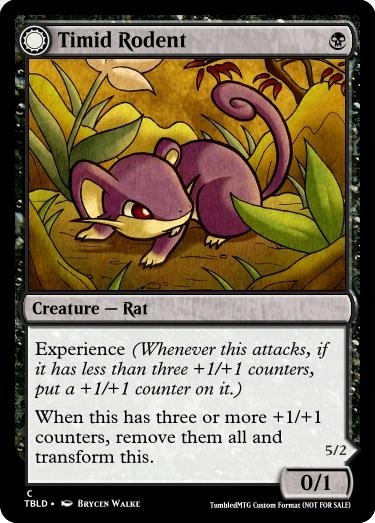 Timid Rodent
Creature — Rat
Experience (Whenever this attacks, if
it has less than three +1/+1 counters,
put a +1/+1 counter on it.)
When this has three or more +1/+1
counters, remove them all and
transform this.
5/2
0/1
C
TBLD • Brycen Walke
TumbledMTG Custom Format (NOT FOR SALE)